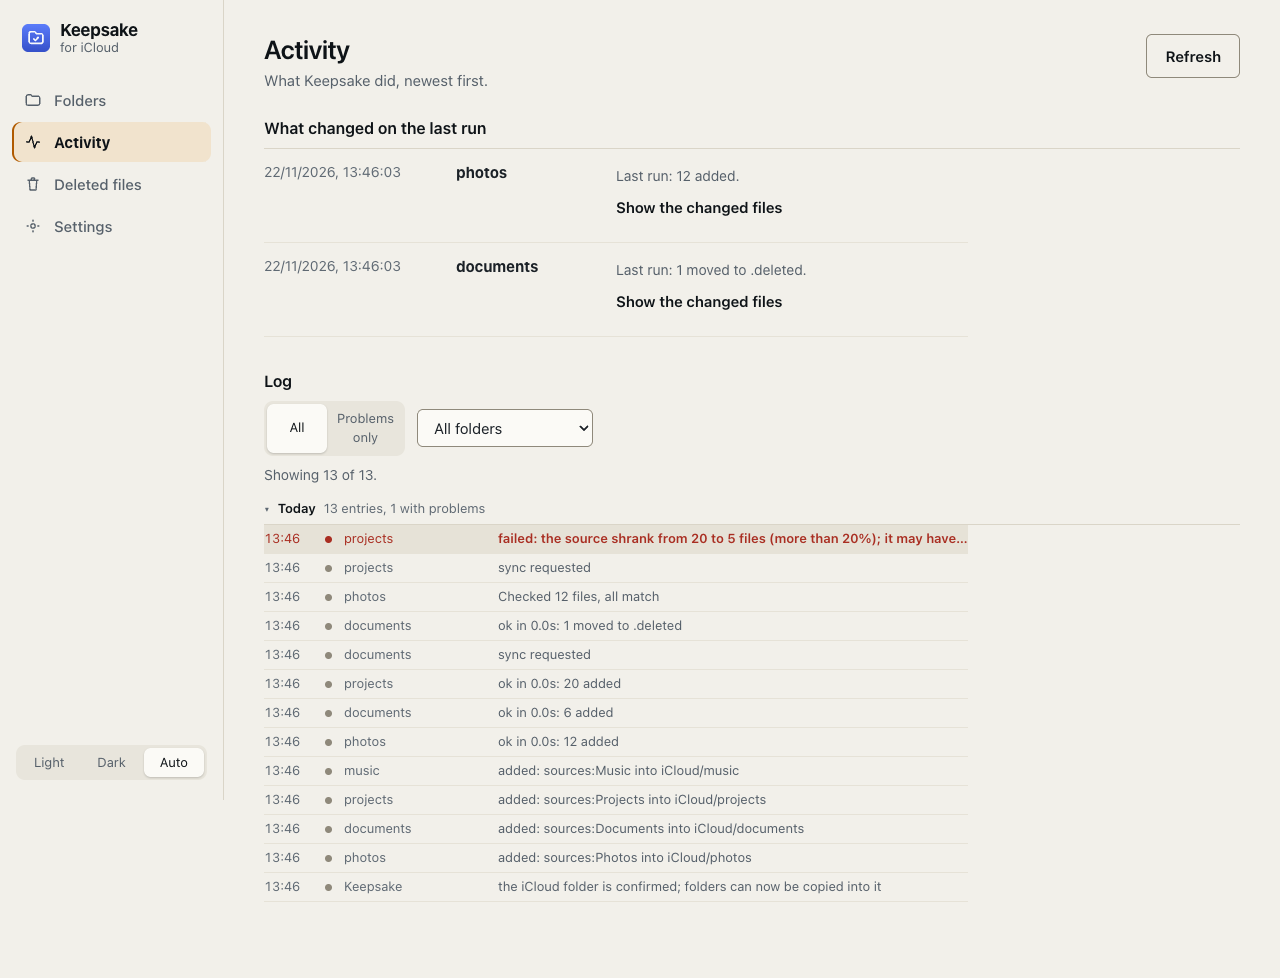 Keepsake
for iCloud
Folders
Activity
Deleted files
Settings
Light
Dark
Auto
Activity
What Keepsake did, newest first.
Refresh
What changed on the last run
22/11/2026, 13:46:03
photos
Last run: 12 added.
Show the changed files
22/11/2026, 13:46:03
documents
Last run: 1 moved to .deleted.
Show the changed files
Log
All
Problems
only
All folders
Showing 13 of 13.
Today 13 entries, 1 with problems
13:46 projects failed: the source shrank from 20 to 5 files (more than 20%); it may have...
13:46 projects sync requested
13:46 photos Checked 12 files, all match
13:46 documents ok in 0.0s: 1 moved to .deleted
13:46 documents sync requested
13:46 projects ok in 0.0s: 20 added
13:46 documents ok in 0.0s: 6 added
13:46 photos ok in 0.0s: 12 added
13:46 music added: sources:Music into iCloud/music
13:46 projects added: sources:Projects into iCloud/projects
13:46 documents added: sources:Documents into iCloud/documents
13:46 photos added: sources:Photos into iCloud/photos
13:46 Keepsake the iCloud folder is confirmed; folders can now be copied into it